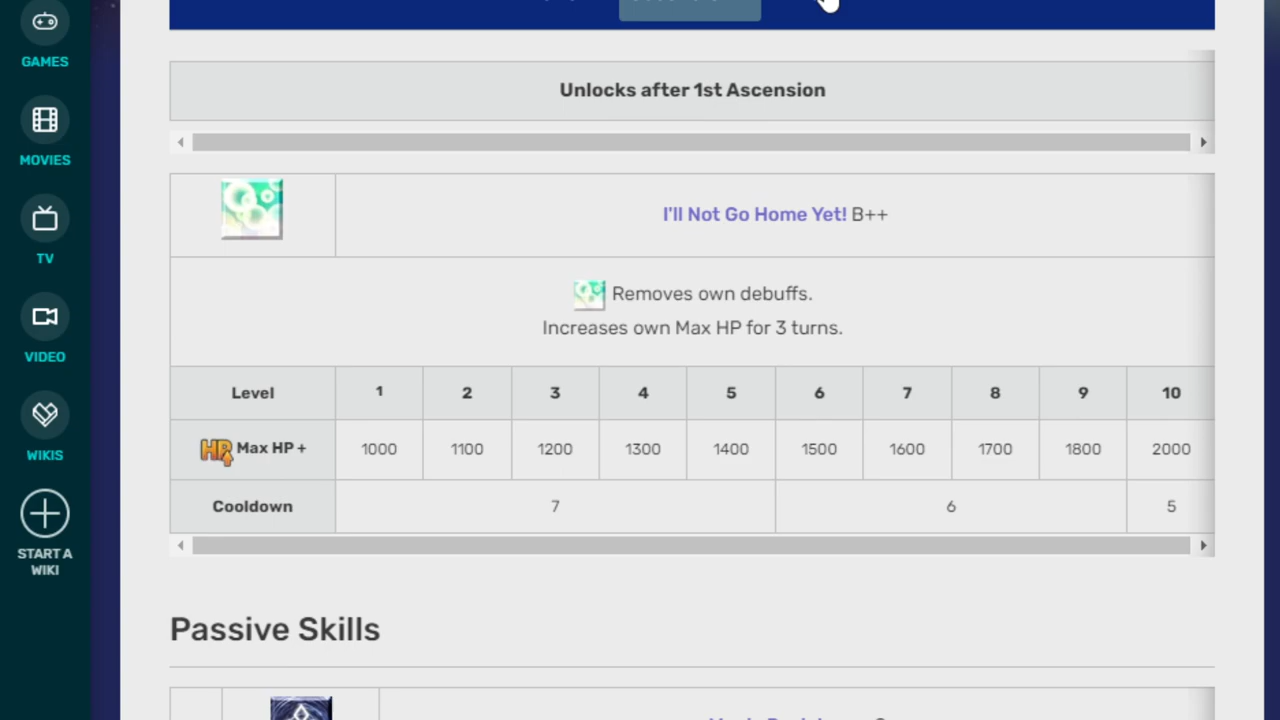 GAMES
MOVIES
TV
VIDEO
WIKIS
START A
WIKI
Unlocks after 1st Ascension
I'll Not Go Home Yet! B++
Removes own debuffs.
Increases own Max HP for 3 turns.
Level 1 2 3 4 5 6 7 8 9 10
HP Max HP + 1000 1100 1200 1300 1400 1500 1600 1700 1800 2000
Cooldown 7 6 5
Passive Skills